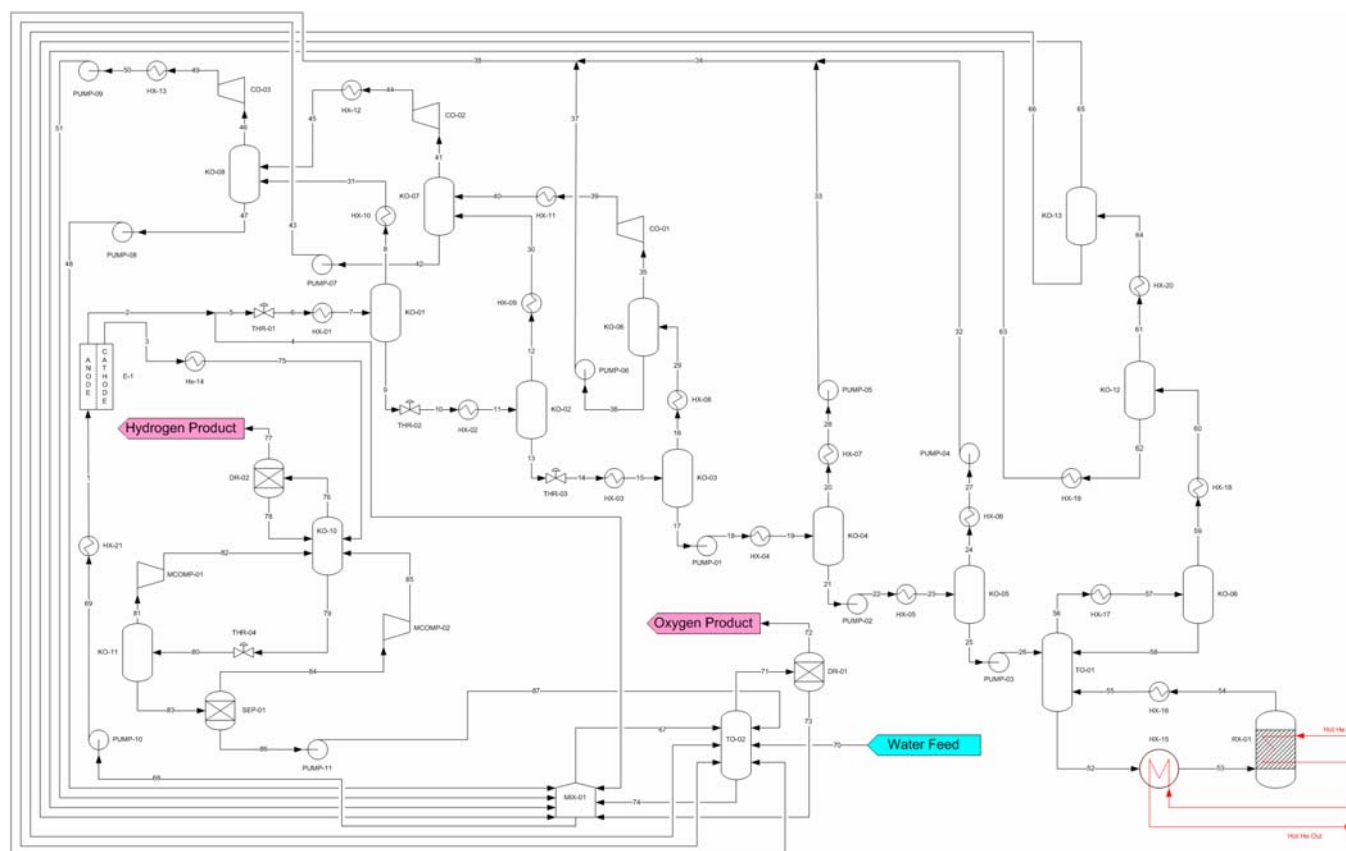 38
34
50
49
PUMP-09
HX-13
CO-03
HX-12
44
CO-02
66
65
51
46
45
41
37
KO-08
31
KO-07
40
39
HX-11
33
32
KO-13
47
43
HX-10
CO-01
64
PUMP-08
8
42
PUMP-07
30
35
48
HX-09
KO-06
HX-20
2
5
6
7
KO-01
THR-01
HX-01
4
29
61
63
3
75
12
PUMP-06
ANODE
CATHODE
E-1
Hx-14
9
36
HX-08
PUMP-05
KO-12
10
11
KO-02
THR-02
HX-02
16
28
60
Hydrogen Product
77
13
62
PUMP-04
HX-07
DR-02
14
15
KO-03
THR-03
HX-03
20
27
HX-19
HX-18
1
76
78
KO-10
17
HX-06
HX-21
82
18
19
KO-04
PUMP-01
HX-04
59
MCOMP-01
85
24
81
79
21
89
MCOMP-02
22
23
KO-05
PUMP-02
HX-05
56
57
KO-06
HX-17
THR-04
Oxygen Product
72
KO-11
80
25
84
26
58
71
DR-01
PUMP-03
TO-01
83
SEP-01
87
55
54
HX-16
67
73
PUMP-10
TO-02
Water Feed
70
HX-15
RX-01
Hot He
86
PUMP-11
52
53
MIX-01
74
Hot He Out